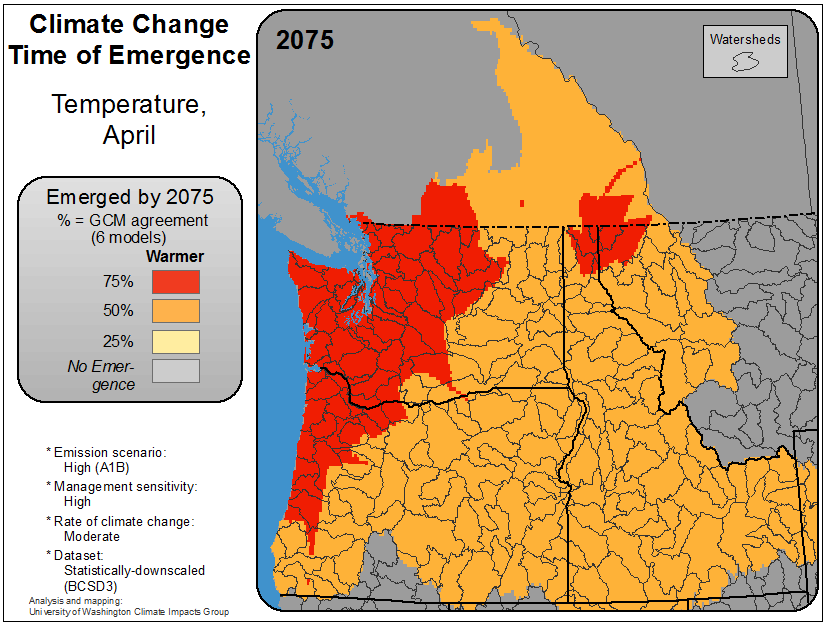 Climate Change
Time of Emergence
Temperature,
April
Emerged by 2075
% = GCM agreement
(6 models)
Warmer
75%
50%
25%
No Emer-
gence
* Emission scenario:
High (A1B)
* Management sensitivity:
High
* Rate of climate change:
Moderate
* Dataset:
Statistically-downscaled
(BCSD3)
Analysis and mapping:
University of Washington Climate Impacts Group
2075
Watersheds